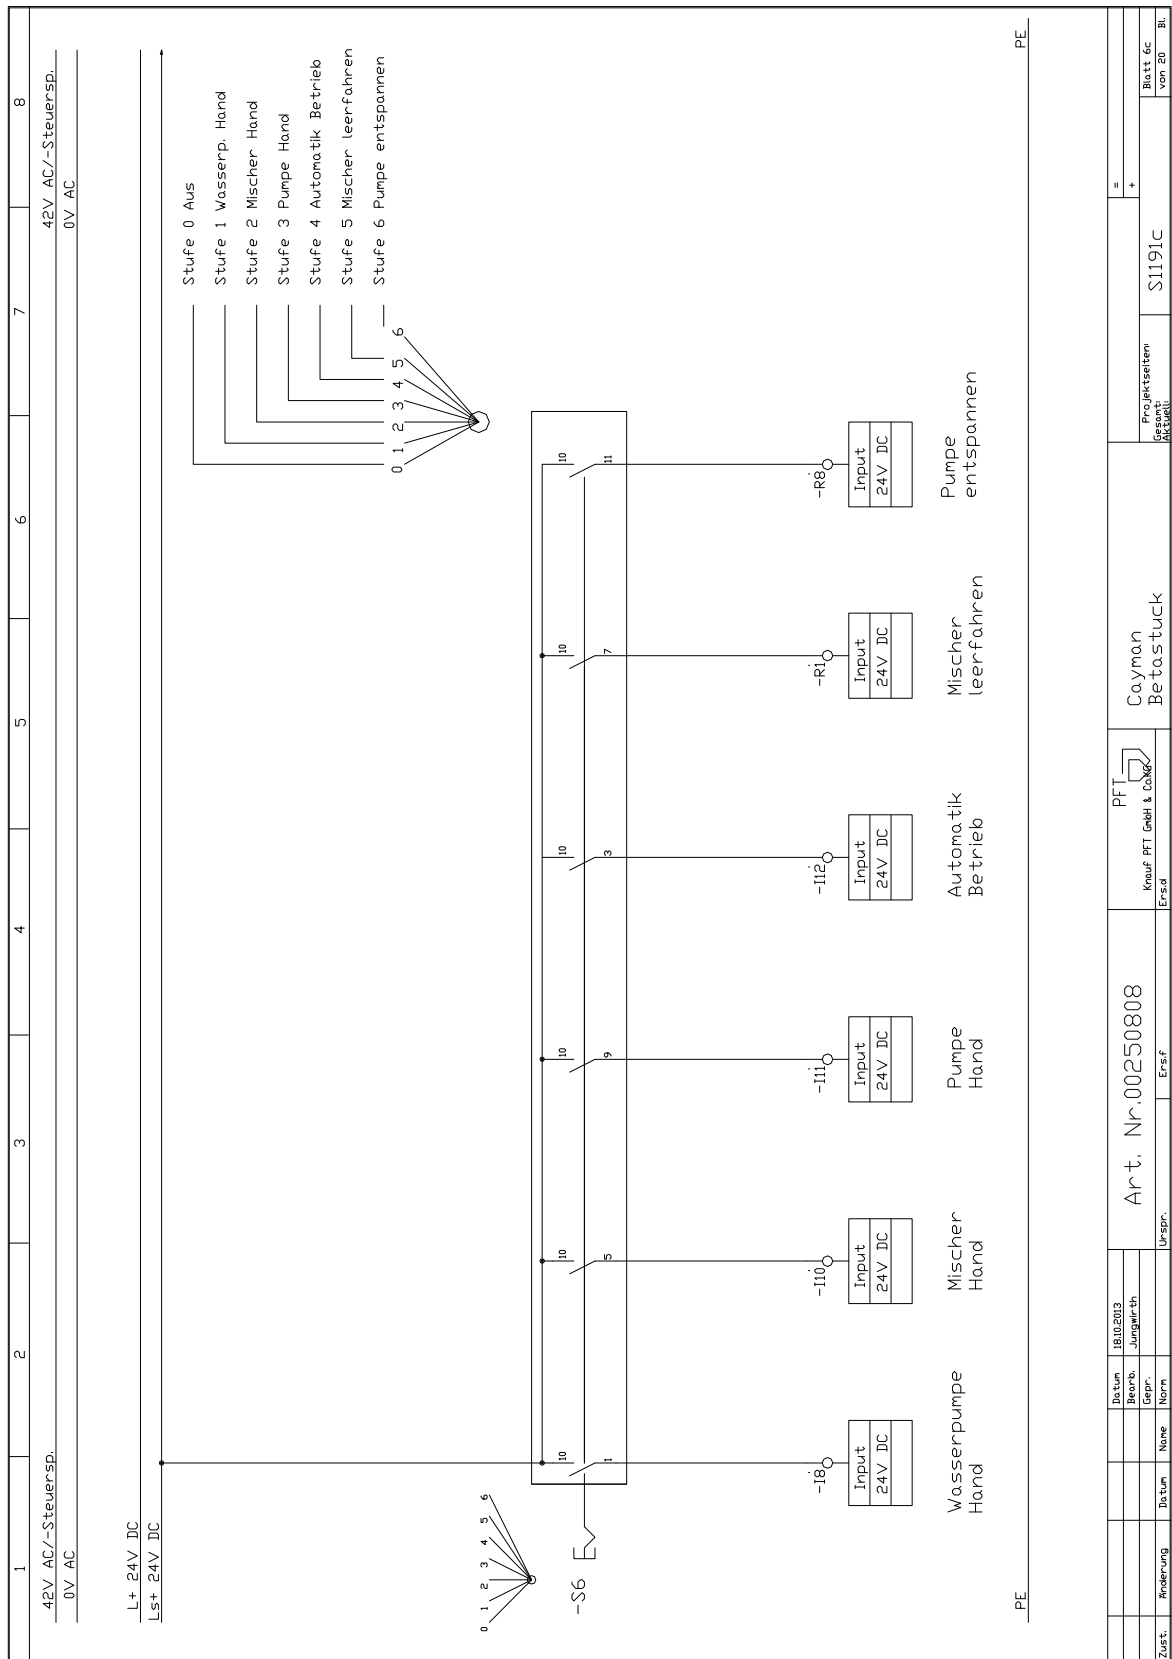 1 2 3 4 5 6 7 8
42V AC/-Steuersp. 42V AC/-Steuersp.
0V AC 0V AC
L+ 24V DC
Ls+ 24V DC
Stufe 0 Aus
Stufe 1 Wasserp. Hand
Stufe 2 Mischer Hand
Stufe 3 Pumpe Hand
Stufe 4 Automatik Betrieb
Stufe 5 Mischer leerfahren
Stufe 6 Pumpe entspannen
0 1 2 3 4 5 6
0 1 2 3 4 5 6
-S6
10 10 10 10 10 10
1 5 9 3 7 11
-I8 -I10 -I11 -I12 -R1 -R8
Input Input Input Input Input Input
24V DC 24V DC 24V DC 24V DC 24V DC 24V DC
Wasserpumpe
Hand
Mischer
Hand
Pumpe
Hand
Automatik
Betrieb
Mischer
leerfahren
Pumpe
entspannen
PE PE
Zust. Änderung Datum Name
Datum 18.10.2013
Bearb. Jungwirth
Gepr.
Norm
Urspr. Ers.f Ers.d
Art. Nr.00250808
PFT
Knauf PFT GmbH & Co.KG
Cayman
Betastuck
Projektseiten:
Gesamt:
Aktuell:
S1191c
=
+
Blatt 6c
von 20 Bl.